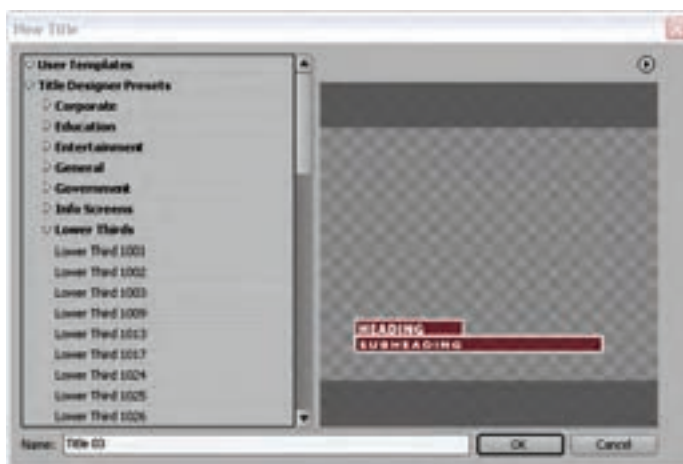 New Title
User Templates
Title Designer Presets
Corporate
Education
Entertainment
General
Government
Info Screens
Lower Thirds
Lower Third 1001
Lower Third 1002
Lower Third 1003
Lower Third 1009
Lower Third 1013
Lower Third 1017
Lower Third 1024
Lower Third 1025
Lower Third 1026
HEADING
SUBHEADING
Name: Title 03
OK
Cancel